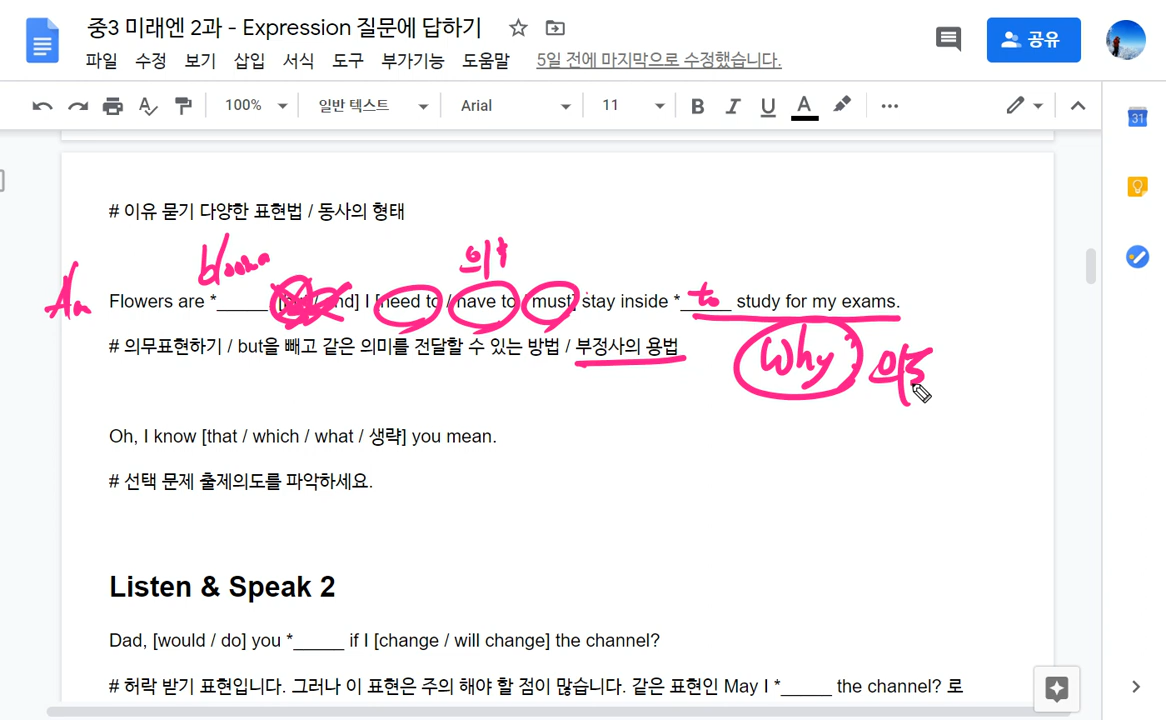 중3 미래엔 2과 - Expression 질문에 답하기
파일 수정 보기 삽입 서식 도구 부가기능 도움말 5일 전에 마지막으로 수정했습니다.
공유
100% 일반 텍스트 Arial 11 B I U A
31
# 이유 묻기 다양한 표현법 / 동사의 형태
Flowers are *_____ [ / and] I [need to / have to / must] stay inside *_____ study for my exams.
to
# 의무표현하기 / but을 빼고 같은 의미를 전달할 수 있는 방법 / 부정사의 용법
Why
Oh, I know [that / which / what / 생략] you mean.
# 선택 문제 출제의도를 파악하세요.
Listen & Speak 2
Dad, [would / do] you *_____ if I [change / will change] the channel?
# 허락 받기 표현입니다. 그러나 이 표현은 주의 해야 할 점이 많습니다. 같은 표현인 May I *_____ the channel? 로